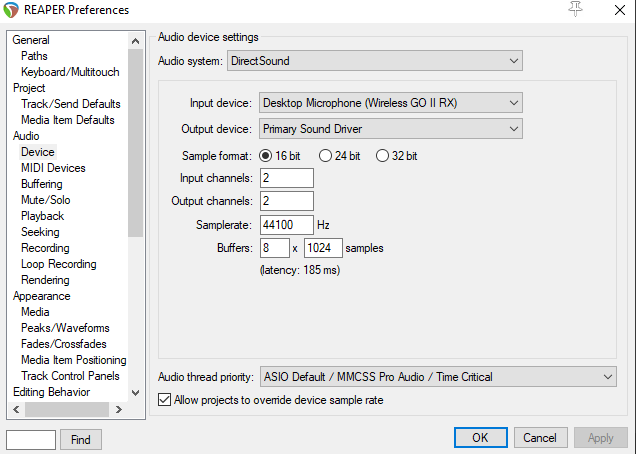 REAPER Preferences
General
Paths
Keyboard/Multitouch
Project
Track/Send Defaults
Media Item Defaults
Audio
Device
MIDI Devices
Buffering
Mute/Solo
Playback
Seeking
Recording
Loop Recording
Rendering
Appearance
Media
Peaks/Waveforms
Fades/Crossfades
Media Item Positioning
Track Control Panels
Editing Behavior
Find
Audio device settings
Audio system: DirectSound
Input device: Desktop Microphone (Wireless GO II RX)
Output device: Primary Sound Driver
Sample format: 16 bit 24 bit 32 bit
Input channels: 2
Output channels: 2
Samplerate: 44100 Hz
Buffers: 8 x 1024 samples
(latency: 185 ms)
Audio thread priority: ASIO Default / MMCSS Pro Audio / Time Critical
Allow projects to override device sample rate
OK Cancel Apply